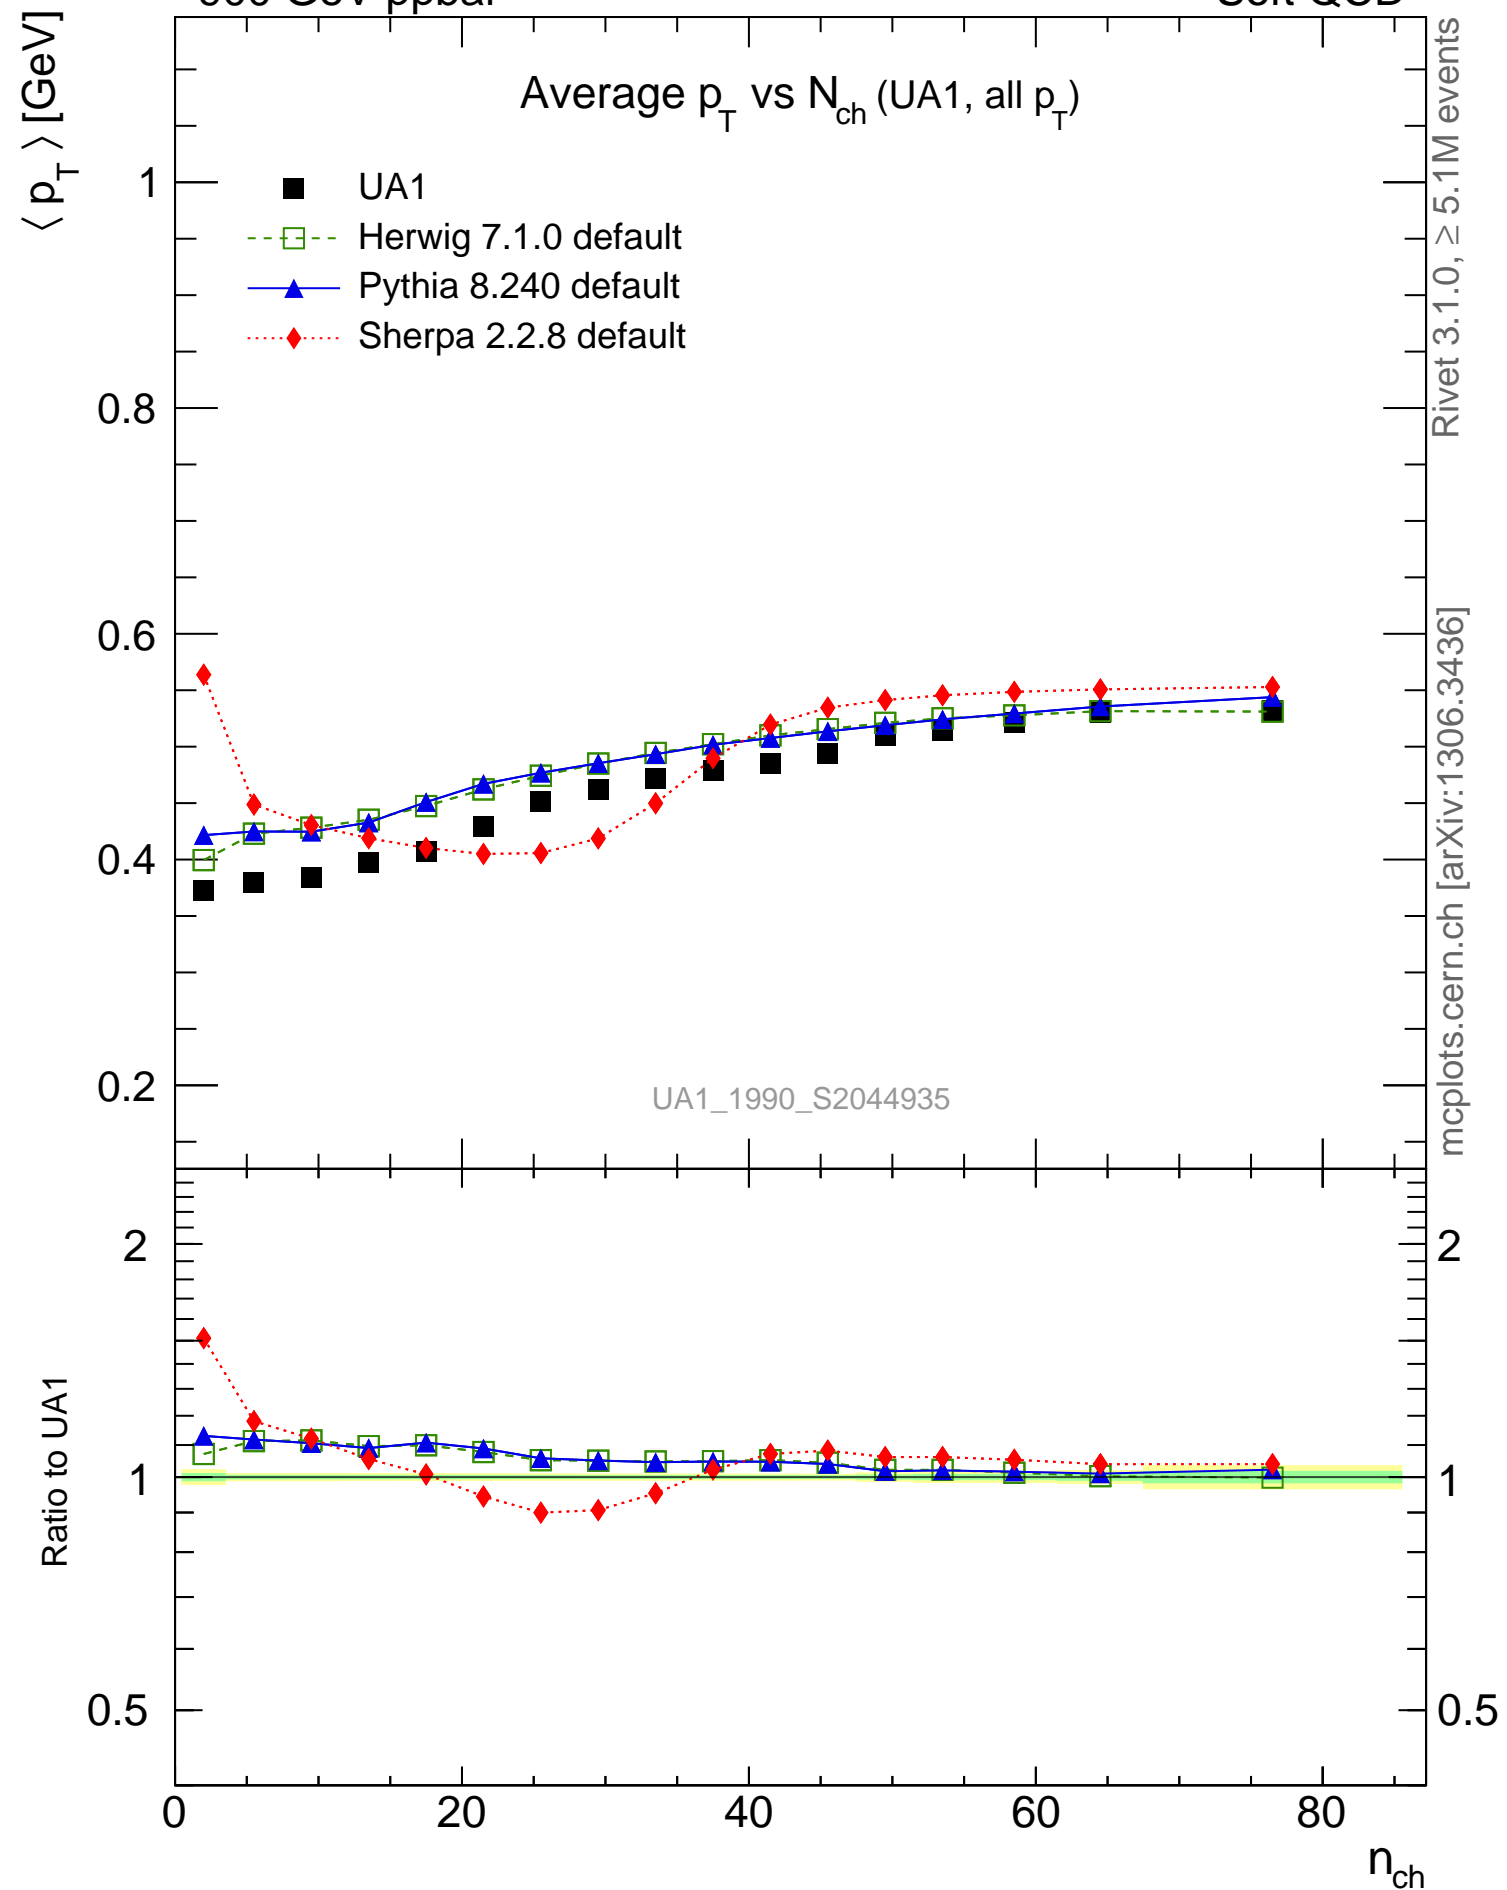 ⟨ p_T ⟩ [GeV]
Average p_T vs N_ch (UA1, all p_T)
UA1
Herwig 7.1.0 default
Pythia 8.240 default
Sherpa 2.2.8 default
1
0.8
0.6
0.4
0.2
UA1_1990_S2044935
Rivet 3.1.0, ≥ 5.1M events
mcplots.cern.ch [arXiv:1306.3436]
Ratio to UA1
2
1
0.5
2
1
0.5
0 20 40 60 80
n_ch